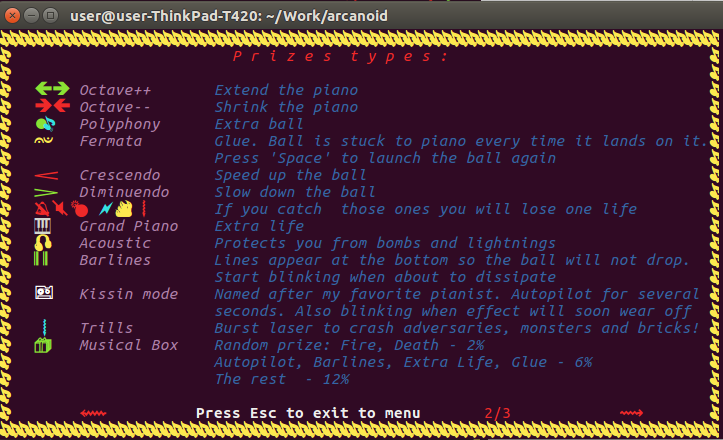 user@user-ThinkPad-T420: ~/Work/arcanoid
Prizes types:
Octave++ Extend the piano
Octave-- Shrink the piano
Polyphony Extra ball
Fermata Glue. Ball is stuck to piano every time it lands on it.
Press 'Space' to launch the ball again
Crescendo Speed up the ball
Diminuendo Slow down the ball
If you catch  those ones you will lose one life
Grand Piano Extra life
Acoustic Protects you from bombs and lightnings
Barlines Lines appear at the bottom so the ball will not drop.
Start blinking when about to dissipate
Kissin mode Named after my favorite pianist. Autopilot for several
seconds. Also blinking when effect will soon wear off
Trills Burst laser to crash adversaries, monsters and bricks!
Musical Box Random prize: Fire, Death - 2%
Autopilot, Barlines, Extra Life, Glue - 6%
The rest  - 12%
Press Esc to exit to menu 2/3